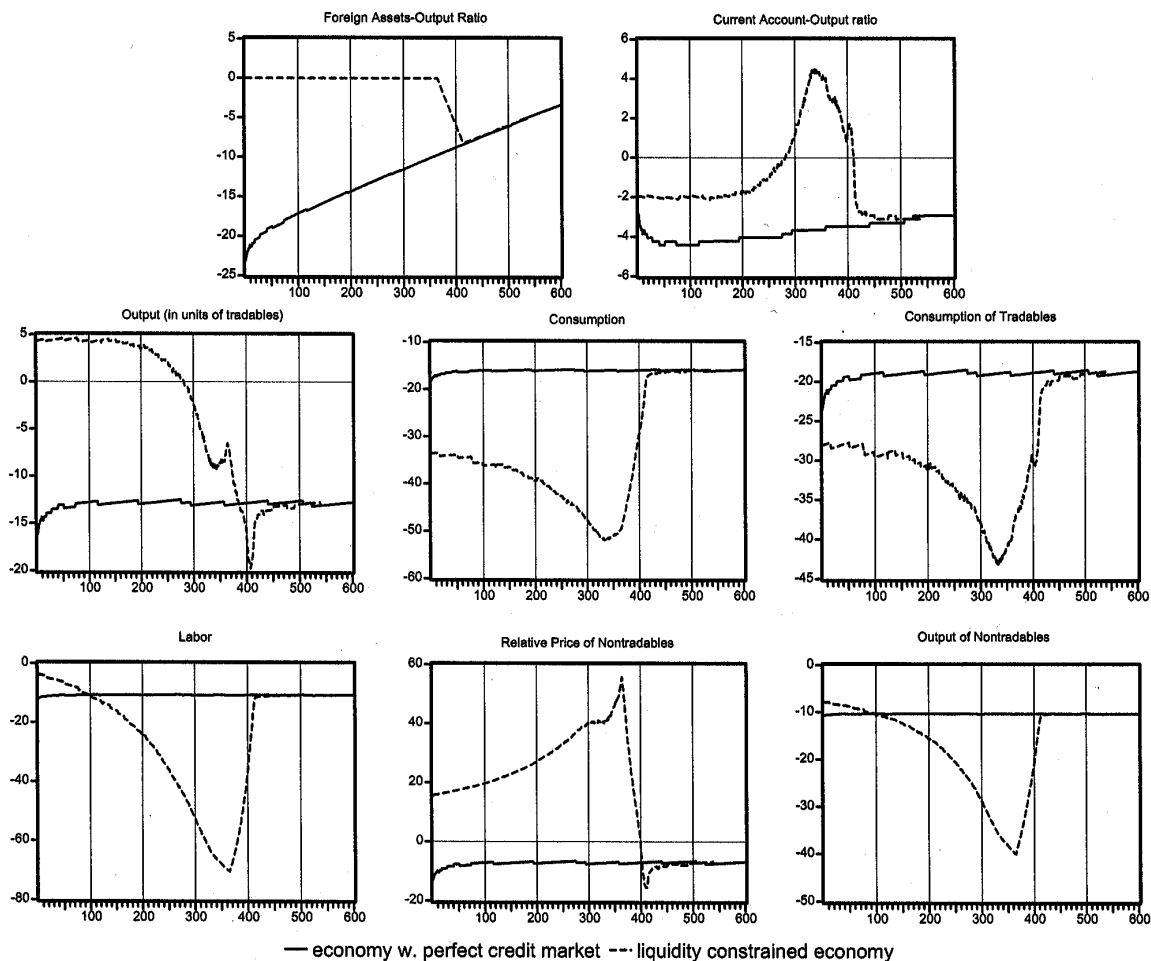 Foreign Assets-Output Ratio
Current Account-Output ratio
5
0
-5
-10
-15
-20
-25
100 200 300 400 500 600
6
4
2
0
-2
-4
-6
100 200 300 400 500 600
Output (in units of tradables)
Consumption
Consumption of Tradables
5
0
-5
-10
-15
-20
100 200 300 400 500 600
-10
-20
-30
-40
-50
-60
100 200 300 400 500 600
-15
-20
-25
-30
-35
-40
-45
100 200 300 400 500 600
Labor
Relative Price of Nontradables
Output of Nontradables
0
-20
-40
-60
-80
100 200 300 400 500 600
60
40
20
0
-20
100 200 300 400 500 600
0
-10
-20
-30
-40
-50
100 200 300 400 500 600
economy w. perfect credit market liquidity constrained economy